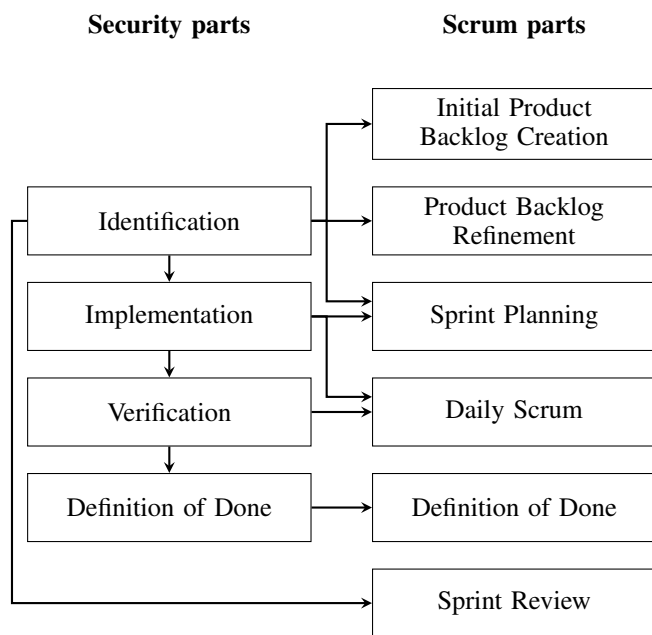 Security parts
Scrum parts
Initial Product
Backlog Creation
Identification
Product Backlog
Refinement
Implementation
Sprint Planning
Verification
Daily Scrum
Definition of Done
Definition of Done
Sprint Review